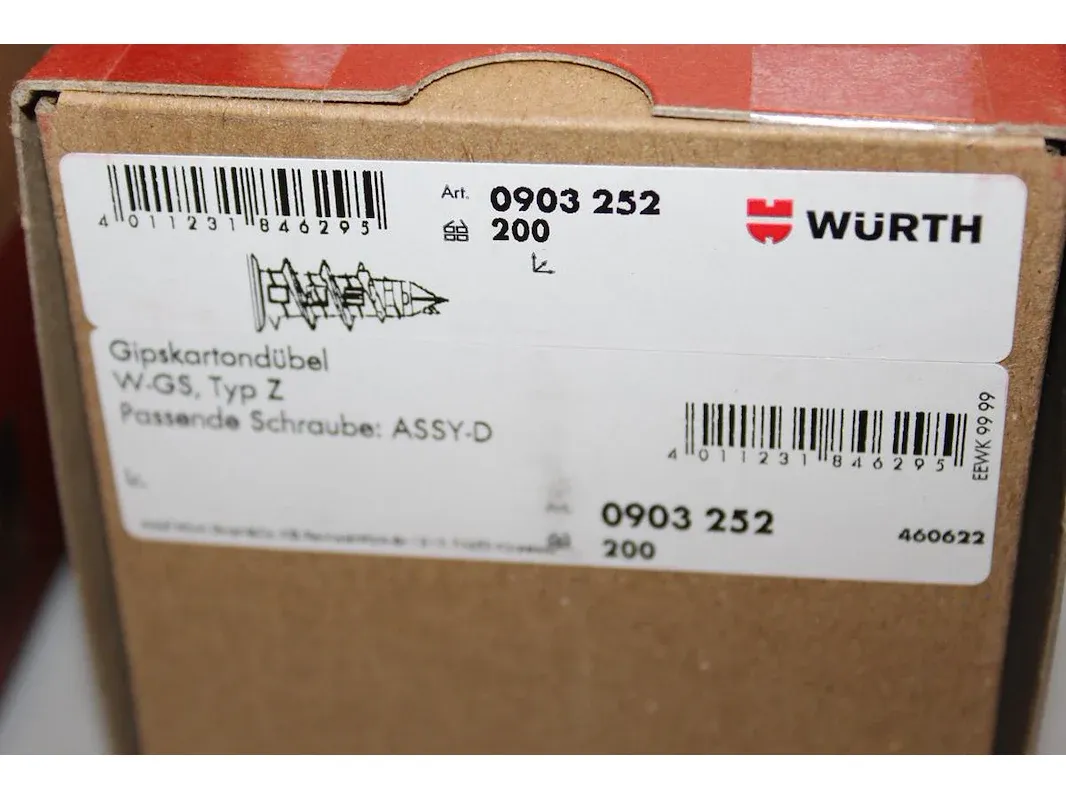 4 011231 846295
Art. 0903 252
200
WÜRTH
Gipskartondübel
W-GS, Typ Z
Passende Schraube: ASSY-D
4 011231 846295
EEWK 99 99
0903 252
200
460622